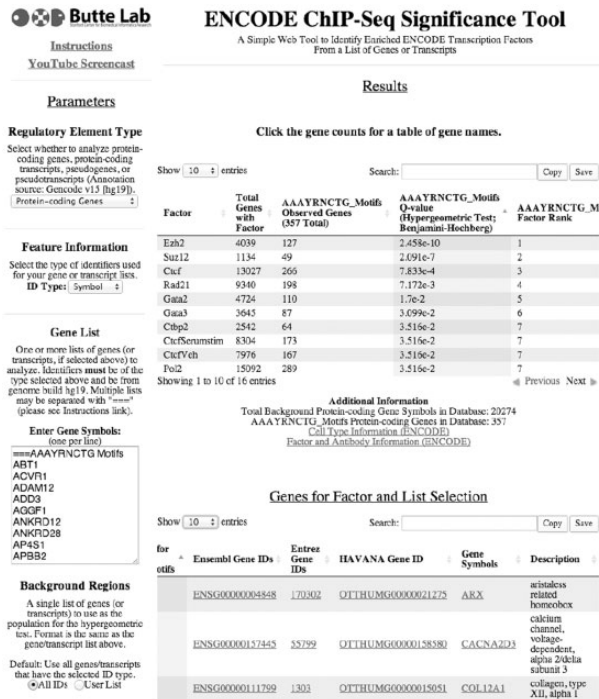 Butte Lab
Instructions
YouTube Screencast
Parameters
Regulatory Element Type
Select whether to analyze protein-
coding genes, protein-coding
transcripts, pseudogenes, or
pseudotranscripts (Annotation
source: Gencode v15 [hg19]).
Protein-coding Genes
Feature Information
Select the type of identifiers used
for your gene or transcript lists.
ID Type: Symbol
Gene List
One or more lists of genes (or
transcripts, if selected above) to
analyze. Identifiers must be of the
type selected above and be from
genome build hg19. Multiple lists
may be separated with "==="
(please see Instructions link).
Enter Gene Symbols:
(one per line)
===AAAYRNCTG Motifs
ABT1
ACVR1
ADAM12
ADD3
AGGF1
ANKRD12
ANKRD28
AP4S1
APBB2
Background Regions
A single list of genes (or
transcripts) to use as the
population for the hypergeometric
test. Format is the same as the
gene/transcript list above.
Default: Use all genes/transcripts
that have the selected ID type.
All IDs User List
ENCODE ChIP-Seq Significance Tool
A Simple Web Tool to Identify Enriched ENCODE Transcription Factors
From a List of Genes or Transcripts
Results
Click the gene counts for a table of gene names.
Show 10 entries Search: Copy Save
Factor Total Genes with Factor AAAYRNCTG_Motifs Observed Genes (357 Total) AAAYRNCTG_Motifs Q-value (Hypergeometric Test; Benjamini-Hochberg) AAAYRNCTG_M Factor Rank
Ezh2 4039 127 2.458e-10 1
Suz12 1134 49 2.091e-7 2
Ctcf 13027 266 7.833e-4 3
Rad21 9340 198 7.172e-3 4
Gata2 4724 110 1.7e-2 5
Gata3 3645 87 3.099e-2 6
Ctbp2 2542 64 3.516e-2 7
CtcfSerumstim 8304 173 3.516e-2 7
CtcfVeh 7976 167 3.516e-2 7
Pol2 15092 289 3.516e-2 7
Showing 1 to 10 of 16 entries Previous Next
Additional Information
Total Background Protein-coding Gene Symbols in Database: 20274
AAAYRNCTG_Motifs Protein-coding Genes in Database: 357
Cell Type Information (ENCODE)
Factor and Antibody Information (ENCODE)
Genes for Factor and List Selection
Show 10 entries Search: Copy Save
for otifs Ensembl Gene IDs Entrez Gene IDs HAVANA Gene ID Gene Symbols Description
ENSG00000004848 170302 OTTHUMG00000021275 ARX aristaless related homeobox
ENSG00000157445 55799 OTTHUMG00000158580 CACNA2D3 calcium channel, voltage-dependent, alpha 2/delta subunit 3
ENSG00000111799 1303 OTTHUMG00000015051 COL12A1 collagen, type XII, alpha 1